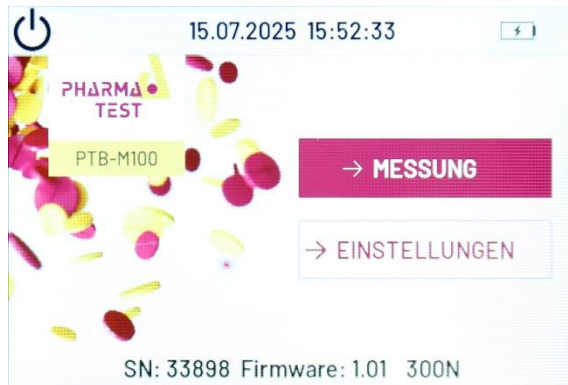 15.07.2025 15:52:33
PHARMA
TEST
PTB-M100
→ MESSUNG
→ EINSTELLUNGEN
SN: 33898 Firmware: 1.01 300N